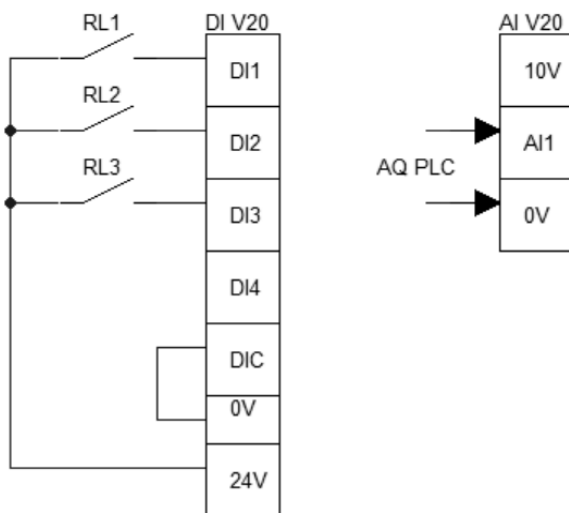 RL1
DI V20
AI V20
DI1
10V
RL2
DI2
AI1
RL3
AQ PLC
DI3
0V
DI4
DIC
0V
24V